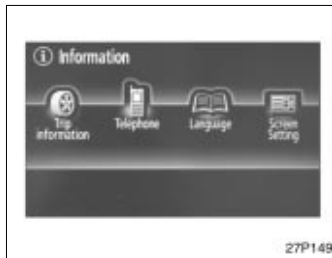 i Information
Trip
information
Telephone
Language
Screen
Setting
27P149